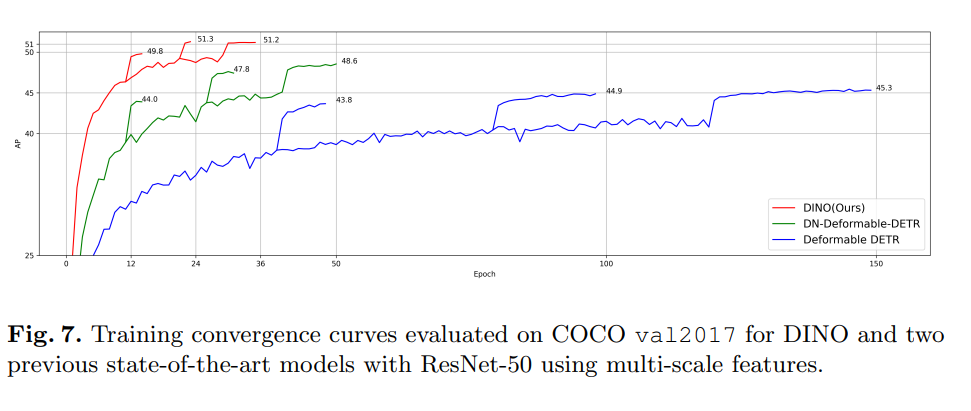 51
50
45
40
25
AP
49.8
51.3
51.2
47.8
48.6
44.0
43.8
44.9
45.3
DINO(Ours)
DN-Deformable-DETR
Deformable DETR
0 12 24 36 50 100 150
Epoch
Fig. 7. Training convergence curves evaluated on COCO val2017 for DINO and two
previous state-of-the-art models with ResNet-50 using multi-scale features.